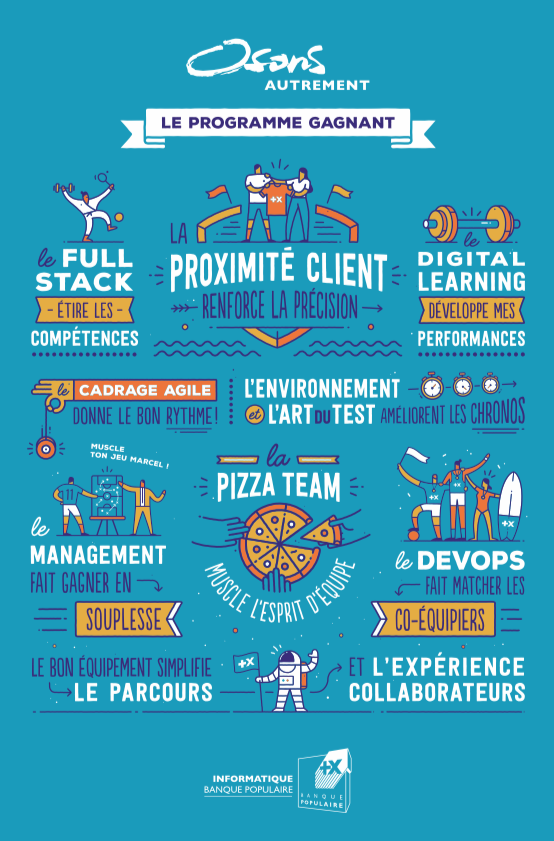 Osons
AUTREMENT
LE PROGRAMME GAGNANT
le FULL
STACK
- ÉTIRE LES -
COMPÉTENCES
+X
LA
PROXIMITÉ CLIENT
RENFORCE LA PRÉCISION
le
DIGITAL
LEARNING
DÉVELOPPE MES
PERFORMANCES
le CADRAGE AGILE
DONNE LE BON RYTHME !
L'ENVIRONNEMENT
et L'ART DU TEST AMÉLIORENT LES CHRONOS
MUSCLE
TON JEU MARCEL !
11
le
MANAGEMENT
FAIT GAGNER EN
SOUPLESSE
la
PIZZA TEAM
MUSCLE L'ESPRIT D'ÉQUIPE
+X
+X
+X
le DEVOPS
FAIT MATCHER LES
CO-ÉQUIPIERS
LE BON ÉQUIPEMENT SIMPLIFIE
LE PARCOURS
+X
ET L'EXPÉRIENCE
COLLABORATEURS
INFORMATIQUE
BANQUE POPULAIRE
+X
BANQUE
POPULAIRE